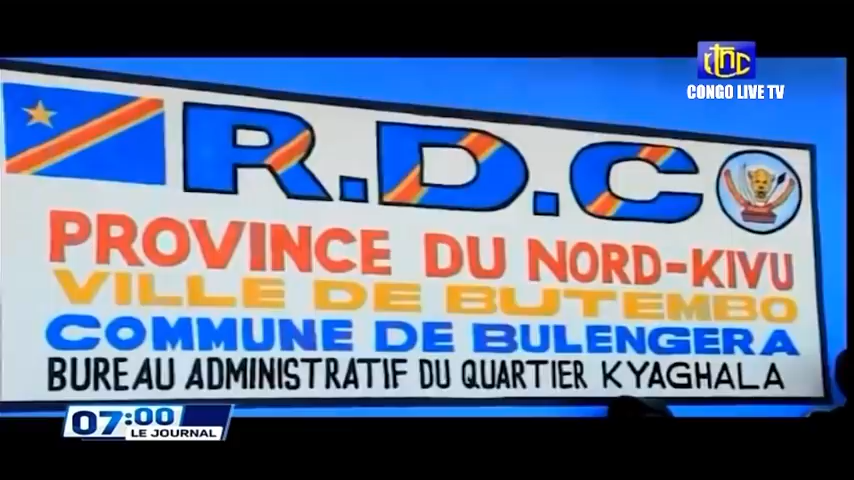 rtnc
CONGO LIVE TV
R.D.C
PROVINCE DU NORD-KIVU
VILLE DE BUTEMBO
COMMUNE DE BULENGERA
BUREAU ADMINISTRATIF DU QUARTIER KYAGHALA
07:00
LE JOURNAL